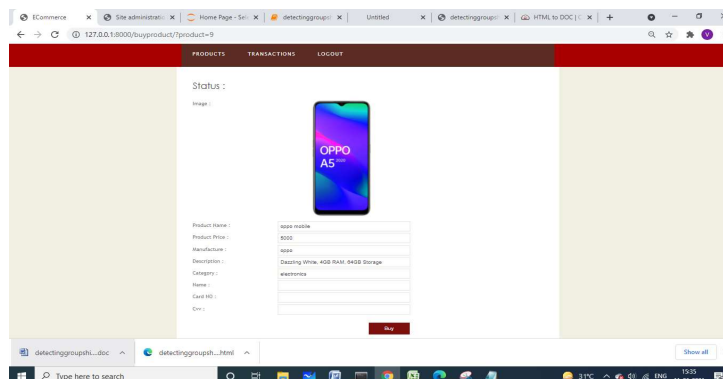 ECommerce
Site administratio
Home Page - Sele
detectinggroups
Untitled
detectinggroups
HTML to DOC | C
127.0.0.1:8000/buyproduct/?product=9
V
PRODUCTS TRANSACTIONS LOGOUT
Status :
Image :
OPPO
A5
Product Name : oppo mobile
Product Price : 5000
Manufacture : oppo
Description : Dazzling White, 4GB RAM, 64GB Storage
Catagory : electronics
Name :
Card NO :
Cvv :
Buy
detectinggroupshi....doc
detectinggroupsh....html
Show all
Type here to search
31°C
ENG
15:35